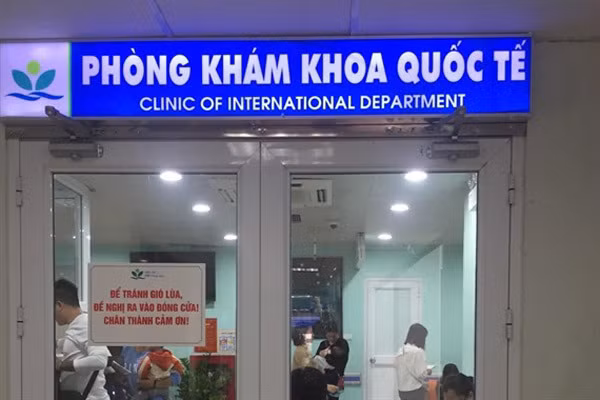 PHÒNG KHÁM KHOA QUỐC TẾ
CLINIC OF INTERNATIONAL DEPARTMENT
ĐỂ TRÁNH GIÓ LÙA,
ĐỀ NGHỊ RA VÀO ĐÓNG CỬA!
CHÂN THÀNH CẢM ƠN!